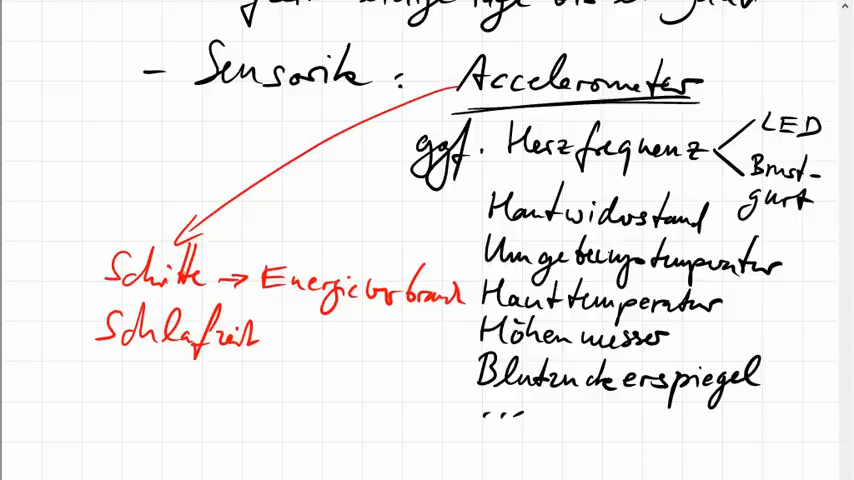 - Sensorik : Accelerometer
ggf. Herzfrequenz
LED
Brust-
gurt
Hautwiderstand
Umgebungstemperatur
Hauttemperatur
Höhenmesser
Blutzuckerspiegel
...
Schritte → Energieverbrauch
Schlafzeit